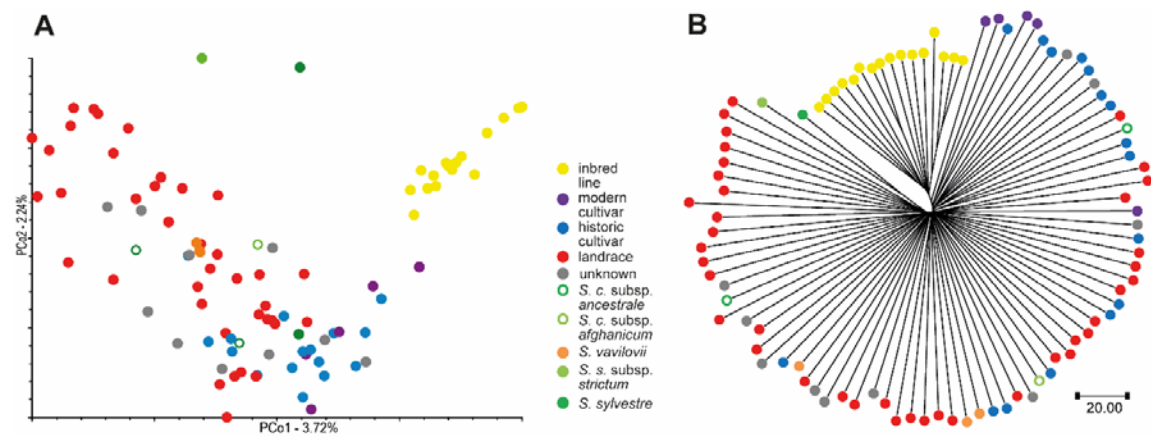 A
B
PCo2 - 2.24%
PCo1 - 3.72%
inbred
line
modern
cultivar
historic
cultivar
landrace
unknown
S. c. subsp.
ancestrale
S. c. subsp.
afghanicum
S. vavilovii
S. s. subsp.
strictum
S. sylvestre
20.00